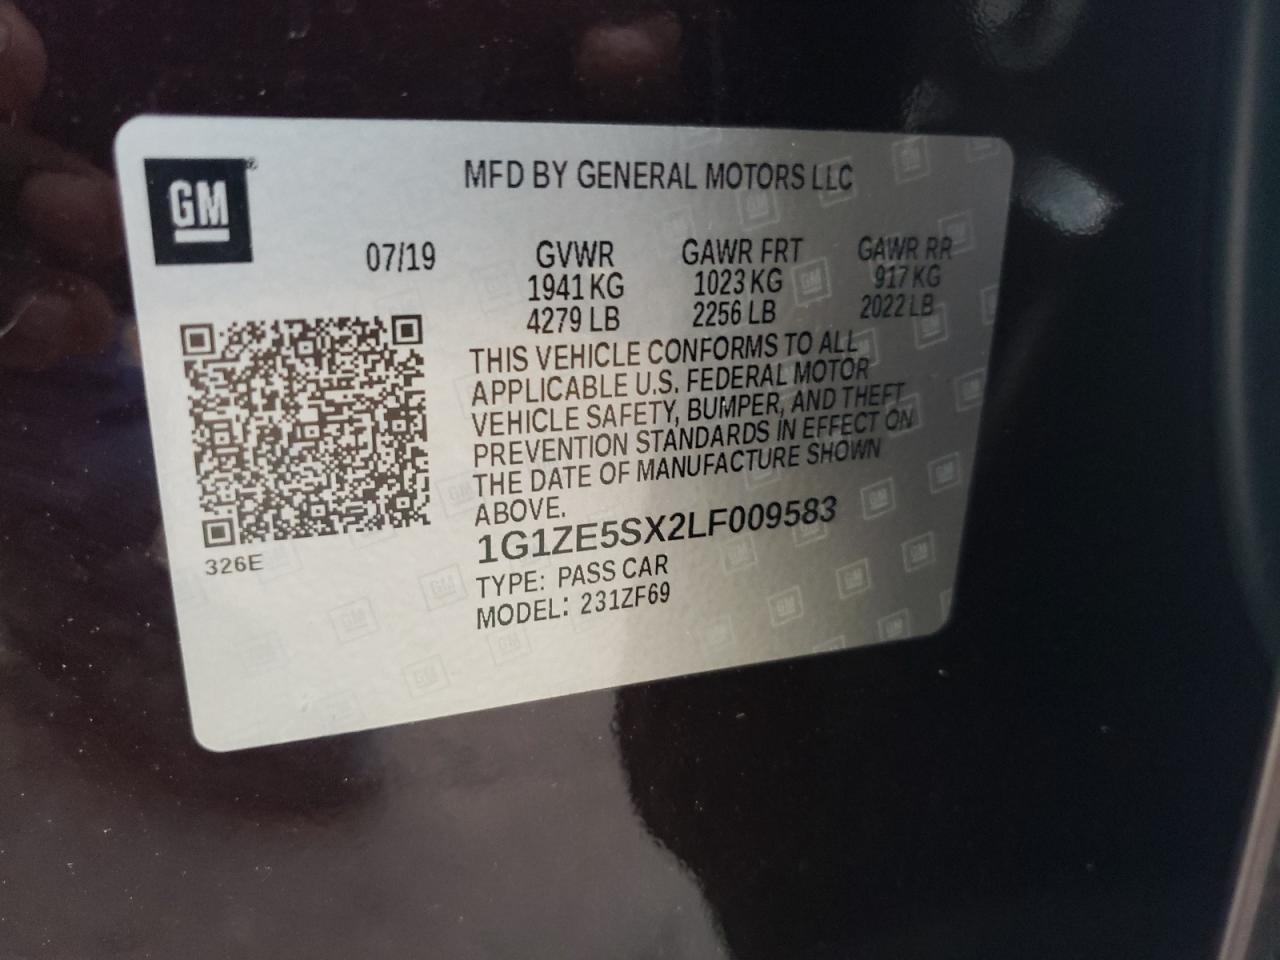 GM®
MFD BY GENERAL MOTORS LLC
07/19 GVWR GAWR FRT GAWR RR
1941 KG 1023 KG 917 KG
4279 LB 2256 LB 2022 LB
THIS VEHICLE CONFORMS TO ALL
APPLICABLE U.S. FEDERAL MOTOR
VEHICLE SAFETY, BUMPER, AND THEFT
PREVENTION STANDARDS IN EFFECT ON
THE DATE OF MANUFACTURE SHOWN
ABOVE.
1G1ZE5SX2LF009583
326E
TYPE: PASS CAR
MODEL: 231ZF69